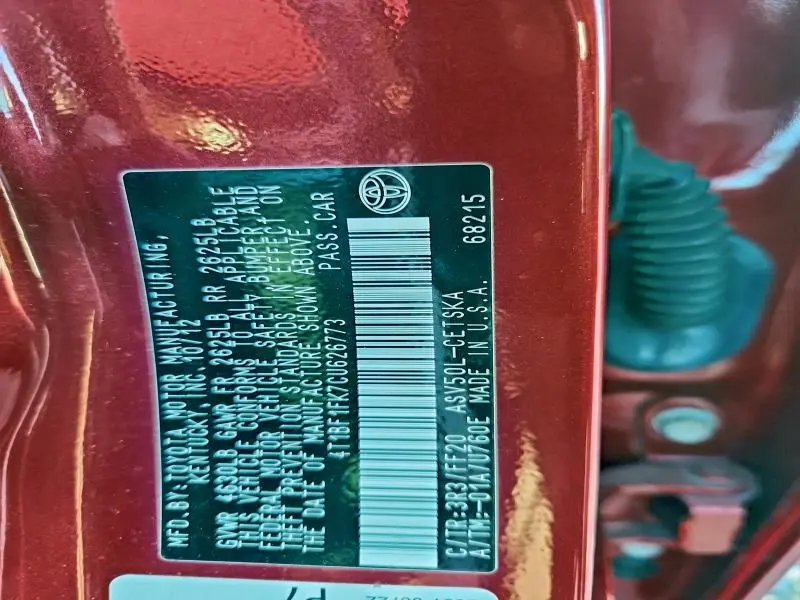 MFD.BY:TOYOTA MOTOR MANUFACTURING,
KENTUCKY, INC. 10/12
GVWR 4630LB GAWR FR 2625LB RR 2625LB
THIS VEHICLE CONFORMS TO ALL APPLICABLE
FEDERAL MOTOR VEHICLE SAFETY, BUMPER, AND
THEFT PREVENTION STANDARDS IN EFFECT ON
THE DATE OF MANUFACTURE SHOWN ABOVE.
4T1BF1FK7CU626773 PASS.CAR
C/TR:3R3/FF20 ASV50L-CETSKA
A/TM:-01A/U760E MADE IN U.S.A. 68215